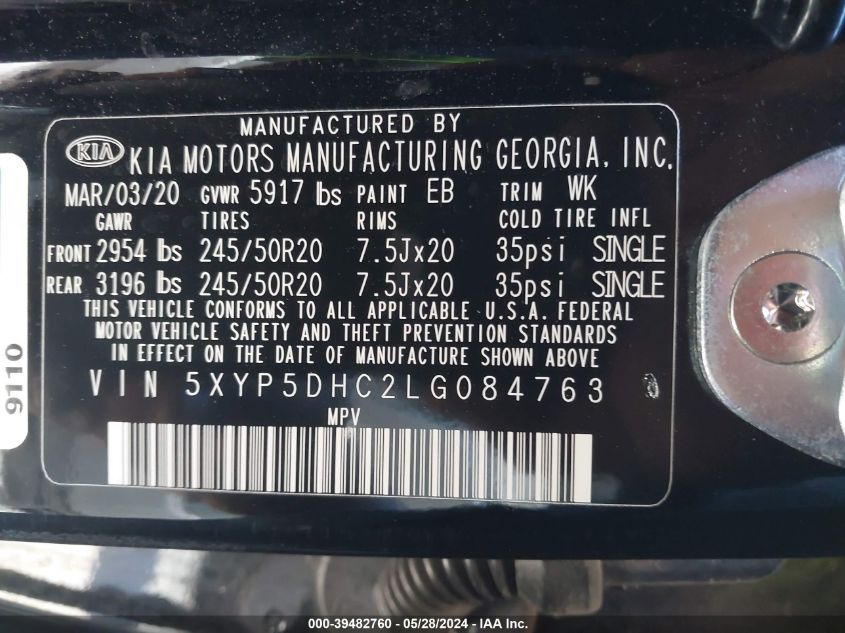 MANUFACTURED BY
KIA KIA MOTORS MANUFACTURING GEORGIA, INC.
MAR/03/20 GVWR 5917 lbs PAINT EB TRIM WK
GAWR TIRES RIMS COLD TIRE INFL
FRONT 2954 lbs 245/50R20 7.5Jx20 35psi SINGLE
REAR 3196 lbs 245/50R20 7.5Jx20 35psi SINGLE
THIS VEHICLE CONFORMS TO ALL APPLICABLE U.S.A. FEDERAL
MOTOR VEHICLE SAFETY AND THEFT PREVENTION STANDARDS
IN EFFECT ON THE DATE OF MANUFACTURE SHOWN ABOVE
VIN 5XYP5DHC2LG084763
MPV
9110
000-39482760 - 05/28/2024 - IAA Inc.